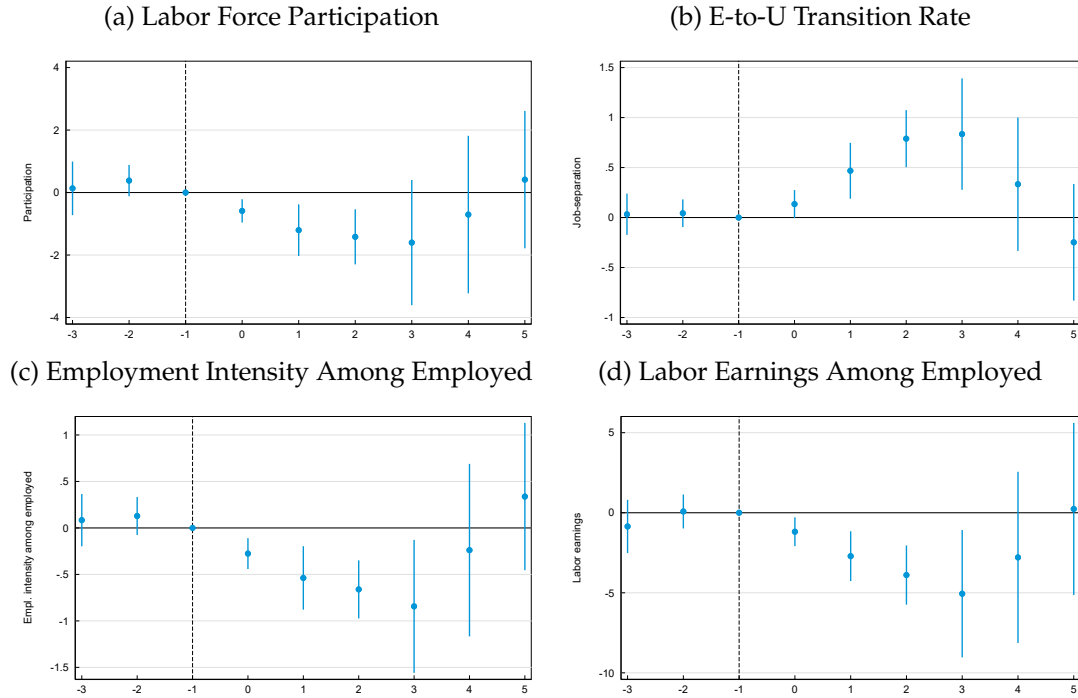 (a) Labor Force Participation
4
2
0
-2
-4
Participation
-3 -2 -1 0 1 2 3 4 5
(b) E-to-U Transition Rate
1.5
1
.5
0
-.5
-1
Job-separation
-3 -2 -1 0 1 2 3 4 5
(c) Employment Intensity Among Employed
1
.5
0
-.5
-1
-1.5
Empl. intensity among employed
-3 -2 -1 0 1 2 3 4 5
(d) Labor Earnings Among Employed
5
0
-5
-10
Labor earnings
-3 -2 -1 0 1 2 3 4 5